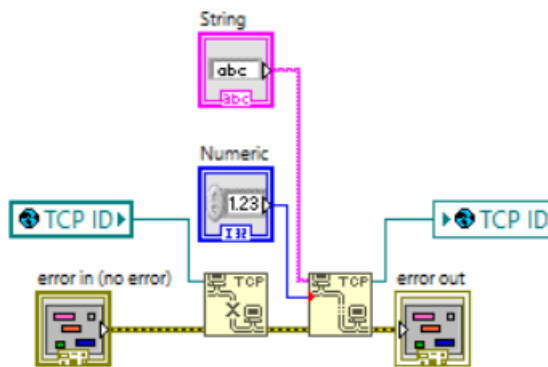 String
abc
abc
Numeric
1.23
I32
TCP ID
TCP ID
error in (no error)
TCP
TCP
error out